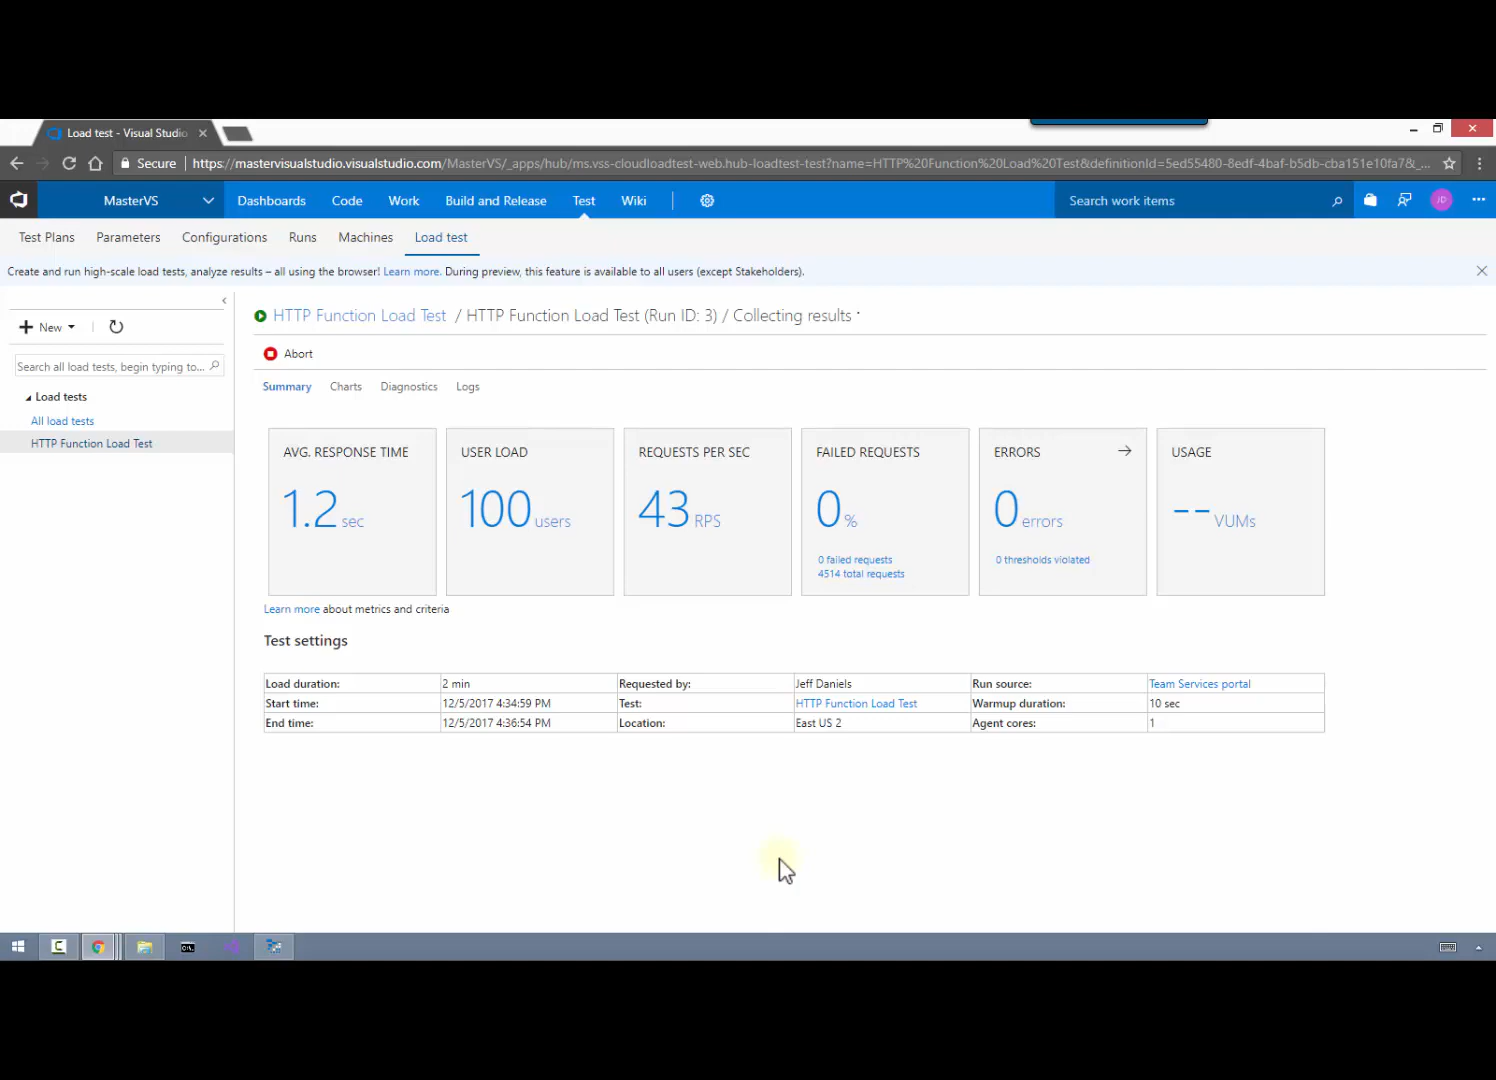 Load test - Visual Studio
Secure https://mastervisualstudio.visualstudio.com/MasterVS/_apps/hub/ms.vss-cloudloadtest-web.hub-loadtest-test?name=HTTP%20Function%20Load%20Test&definitionId=5ed55480-8edf-4baf-b5db-cba151e10fa7&_...
MasterVS Dashboards Code Work Build and Release Test Wiki Search work items JD
Test Plans Parameters Configurations Runs Machines Load test
Create and run high-scale load tests, analyze results – all using the browser! Learn more. During preview, this feature is available to all users (except Stakeholders).
New
Search all load tests, begin typing to...
Load tests
All load tests
HTTP Function Load Test
HTTP Function Load Test / HTTP Function Load Test (Run ID: 3) / Collecting results
Abort
Summary Charts Diagnostics Logs
AVG. RESPONSE TIME USER LOAD REQUESTS PER SEC FAILED REQUESTS ERRORS USAGE
1.2 sec 100 users 43 RPS 0 % 0 errors -- VUMs
0 failed requests 0 thresholds violated
4514 total requests
Learn more about metrics and criteria
Test settings
Load duration: 2 min Requested by: Jeff Daniels Run source: Team Services portal
Start time: 12/5/2017 4:34:59 PM Test: HTTP Function Load Test Warmup duration: 10 sec
End time: 12/5/2017 4:36:54 PM Location: East US 2 Agent cores: 1